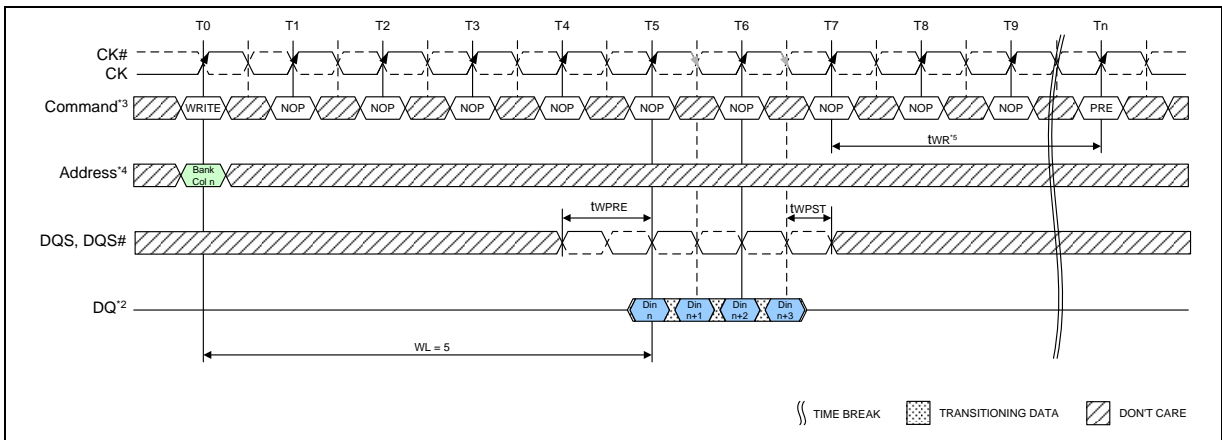 T0 T1 T2 T3 T4 T5 T6 T7 T8 T9 Tn
CK#
CK
Command*3 WRITE NOP NOP NOP NOP NOP NOP NOP NOP NOP PRE
tWR*5
Address*4 Bank
Col n
tWPRE tWPST
DQS, DQS#
DQ*2 Din Din Din Din
n n+1 n+2 n+3
WL = 5
TIME BREAK TRANSITIONING DATA DON'T CARE